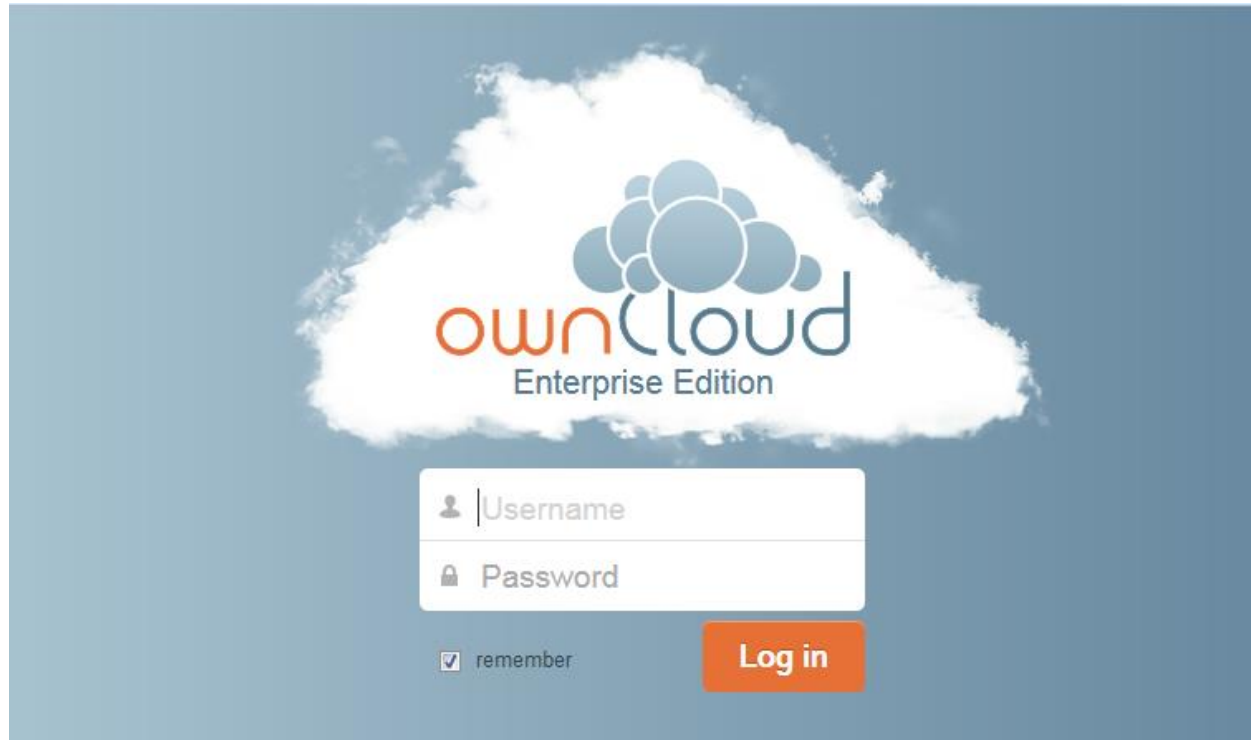 ownCloud
Enterprise Edition
Username
Password
remember
Log in